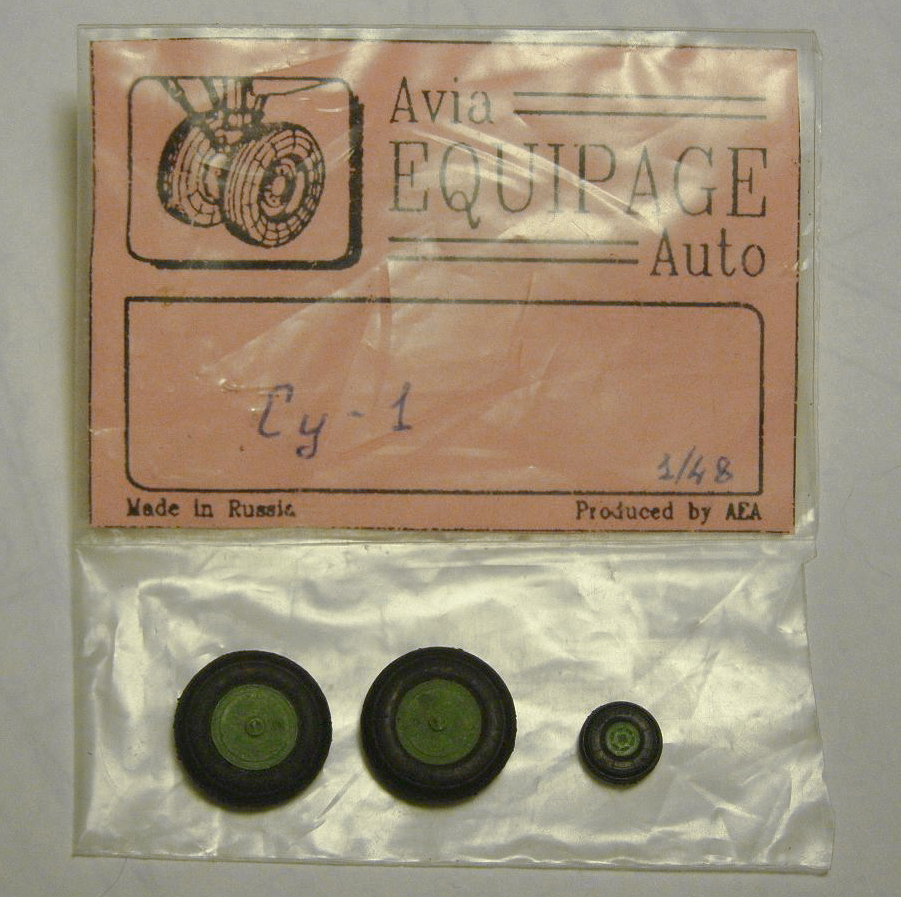 Avia
EQUIPAGE
Auto
Су-1
1/48
Made in Russia
Produced by AEA